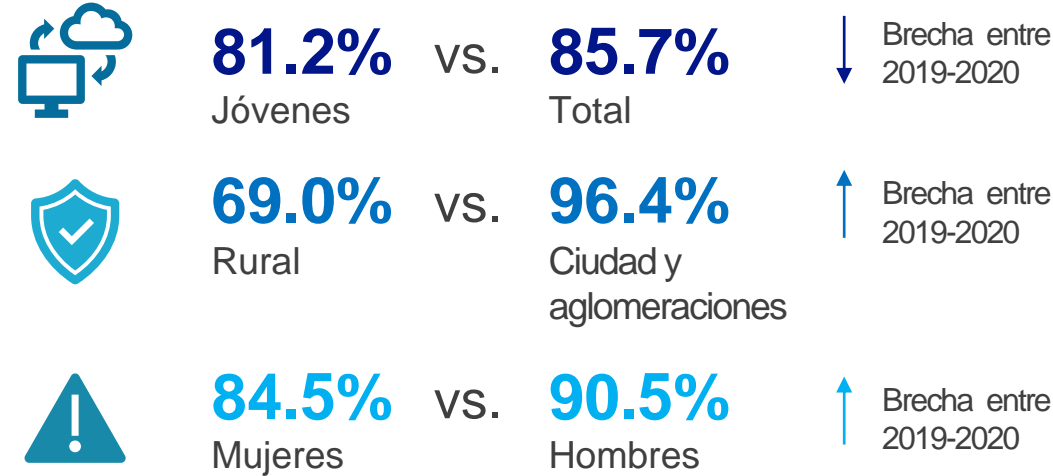 81.2% vs. 85.7%
Jóvenes Total
Brecha entre
2019-2020
69.0% vs. 96.4%
Rural Ciudad y
aglomeraciones
Brecha entre
2019-2020
84.5% vs. 90.5%
Mujeres Hombres
Brecha entre
2019-2020